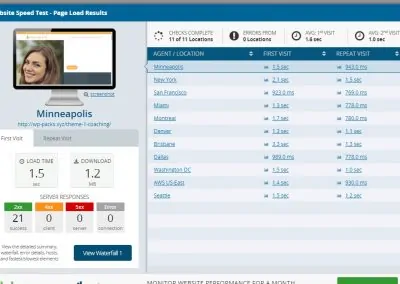 bsite Speed Test - Page Load Results
CHECKS COMPLETE
11 of 11 Locations
ERRORS FROM
0 Locations
AVG. 1ST VISIT
1.6 sec
AVG. 2ND VISIT
1.0 sec
AGENT / LOCATION FIRST VISIT REPEAT VISIT
Minneapolis 1.5 sec 943.0 ms
New York 2.1 sec 1.5 sec
San Francisco 923.0 ms 769.0 ms
Miami 1.3 sec 778.0 ms
Montreal 1.7 sec 780.0 ms
Denver 1.3 sec 1.1 sec
Brisbane 3.3 sec 1.3 sec
Dallas 989.0 ms 778.0 ms
Washington DC 1.5 sec 1.0 sec
AWS US-East 1.4 sec 930.0 ms
Seattle 1.3 sec 1.2 sec
screenshot
Minneapolis
http://wp-packs.xyz/theme-1-coaching/
First Visit Repeat Visit
LOAD TIME
1.5
sec
DOWNLOAD
1.2
MB
SERVER RESPONSES
2xx 4xx 5xx Error
21 0 0 0
success client server connection
View the detailed summary,
waterfall, error details, hosts,
and fastest/slowest elements
View Waterfall
MONITOR WEBSITE PERFORMANCE FOR A MONTH